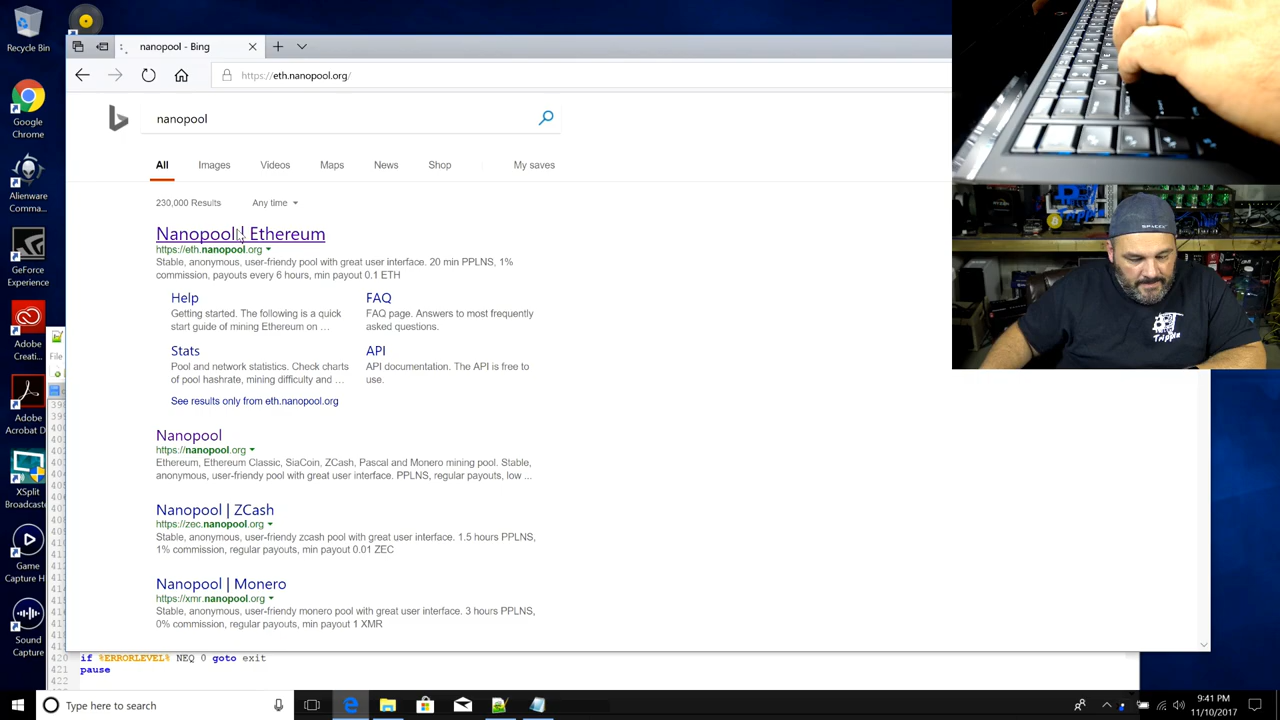 Recycle Bin
Google
Chrome
Alienware
Comma...
GeForce
Experience
Adobe
Creati...
Adobe
Acrobat D
XSplit
Broadcaste
Game
Capture H
Sound
Capture
nanopool - Bing
https://eth.nanopool.org/
nanopool
All Images Videos Maps News Shop My saves
230,000 Results Any time
Nanopool | Ethereum
https://eth.nanopool.org
Stable, anonymous, user-friendly pool with great user interface. 20 min PPLNS, 1%
commission, payouts every 6 hours, min payout 0.1 ETH
Help
Getting started. The following is a quick
start guide of mining Ethereum on ...
FAQ
FAQ page. Answers to most frequently
asked questions.
Stats
Pool and network statistics. Check charts
of pool hashrate, mining difficulty and ...
API
API documentation. The API is free to
use.
See results only from eth.nanopool.org
Nanopool
https://nanopool.org
Ethereum, Ethereum Classic, SiaCoin, ZCash, Pascal and Monero mining pool. Stable,
anonymous, user-friendly pool with great user interface. PPLNS, regular payouts, low ...
Nanopool | ZCash
https://zec.nanopool.org
Stable, anonymous, user-friendly zcash pool with great user interface. 1.5 hours PPLNS,
1% commission, regular payouts, min payout 0.01 ZEC
Nanopool | Monero
https://xmr.nanopool.org
Stable, anonymous, user-friendly monero pool with great user interface. 3 hours PPLNS,
0% commission, regular payouts, min payout 1 XMR
File
420 if %ERRORLEVEL% NEQ 0 goto exit
421 pause
422
Type here to search
9:41 PM
11/10/2017
Trippin
Trippin